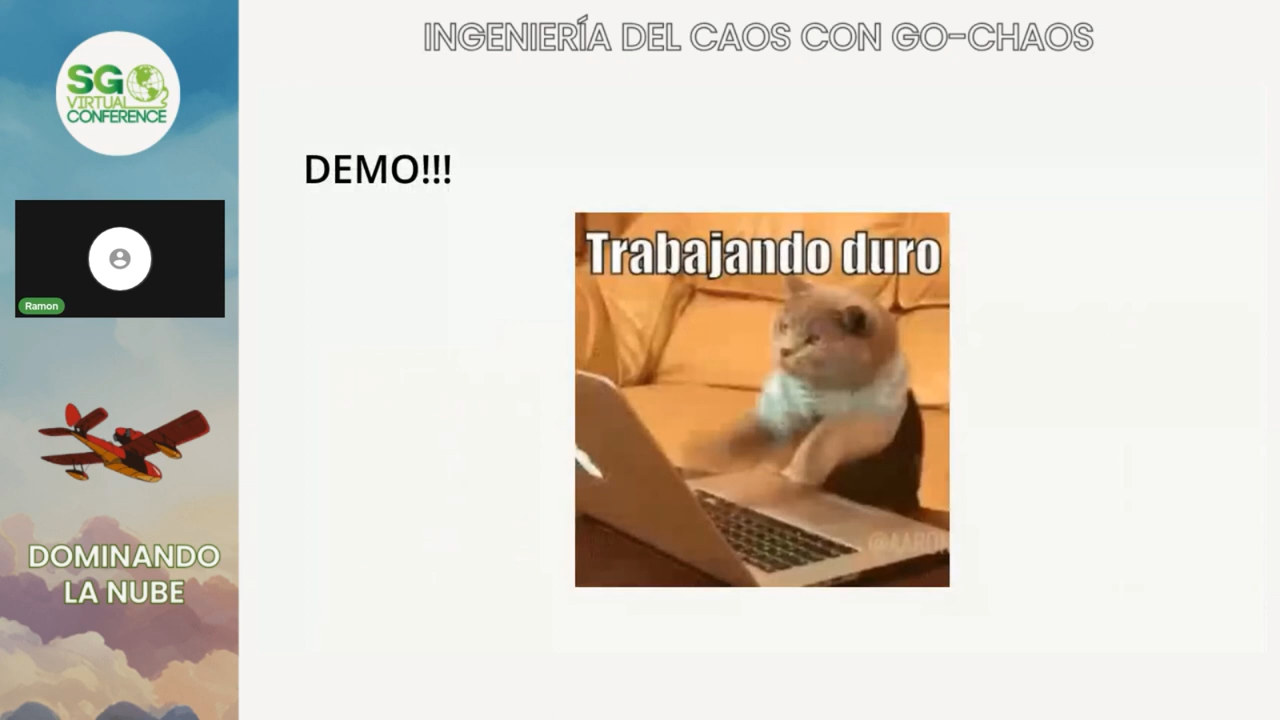 INGENIERÍA DEL CAOS CON GO-CHAOS
SG
VIRTUAL
CONFERENCE
Ramon
DOMINANDO
LA NUBE
DEMO!!!
Trabajando duro